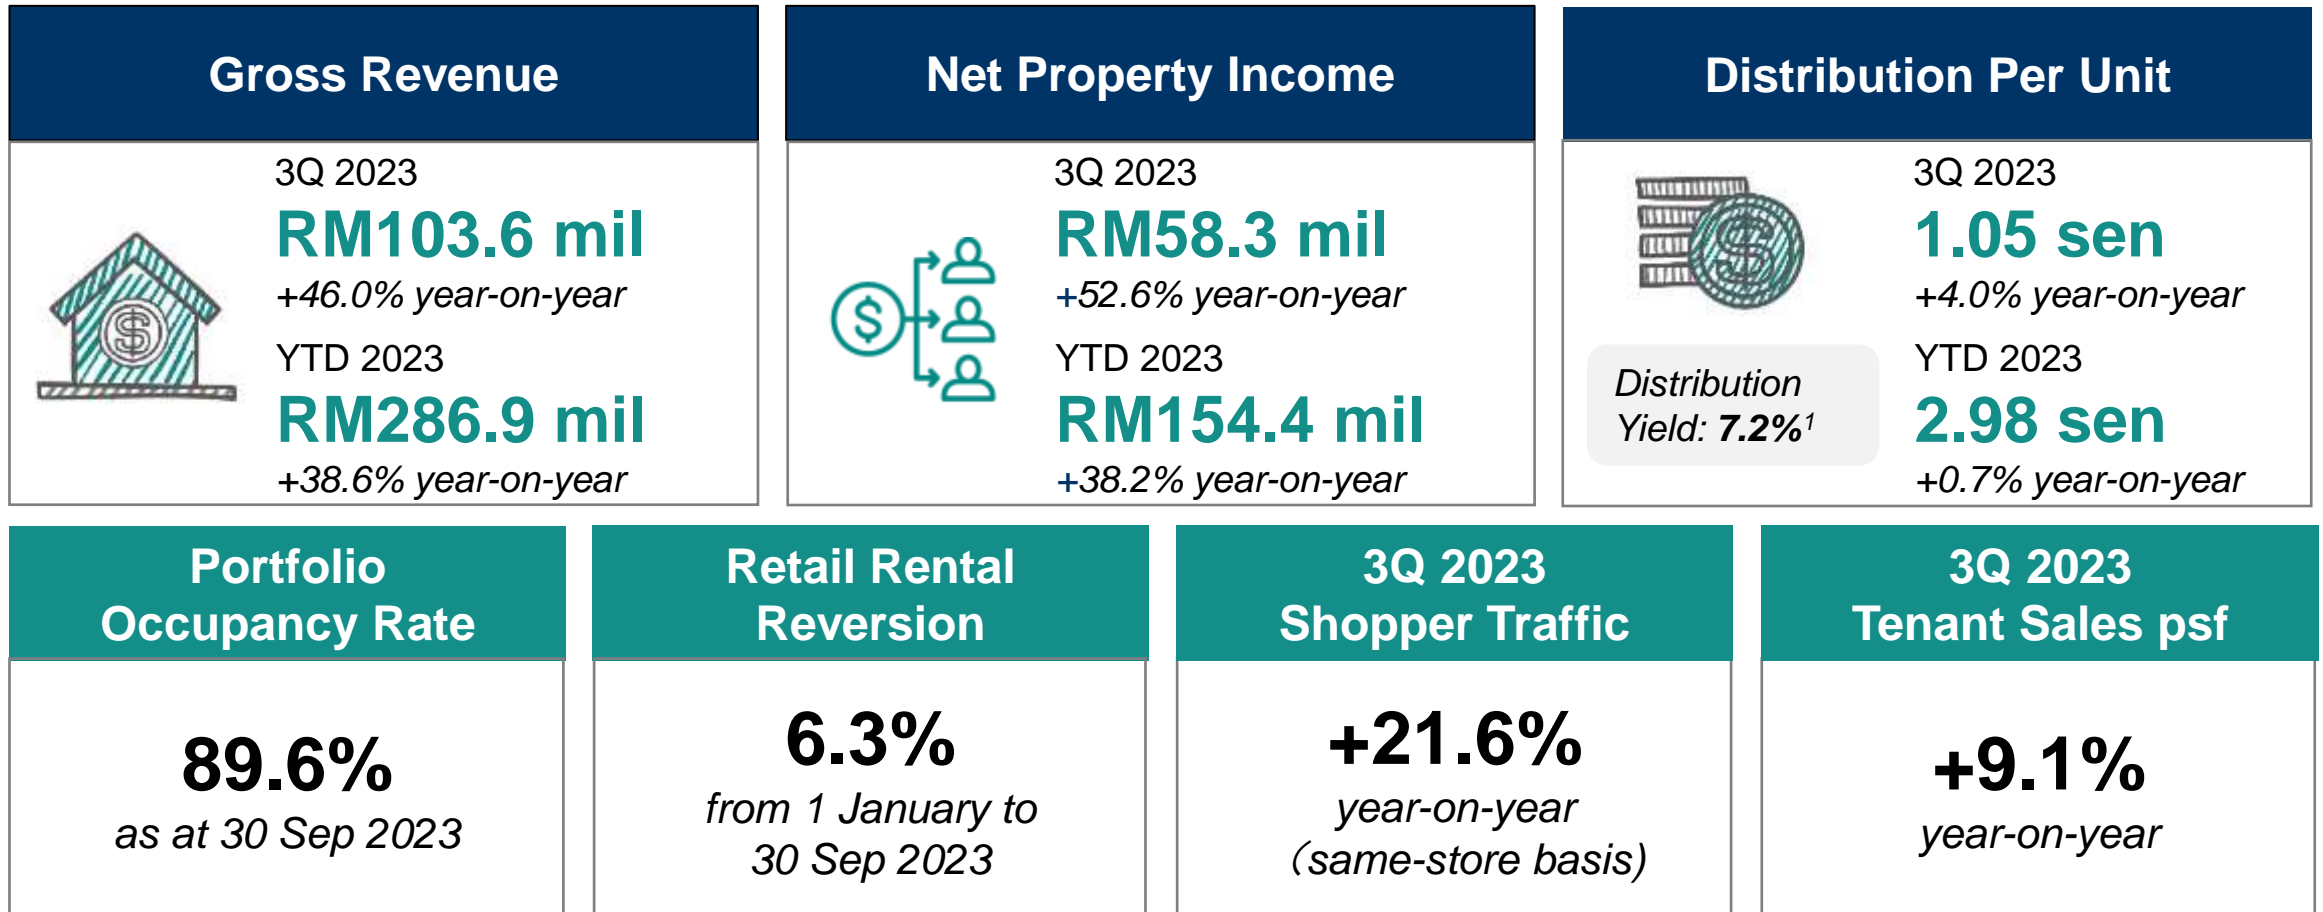 Gross Revenue
3Q 2023
RM103.6 mil
+46.0% year-on-year
YTD 2023
RM286.9 mil
+38.6% year-on-year
Net Property Income
3Q 2023
RM58.3 mil
+52.6% year-on-year
YTD 2023
RM154.4 mil
+38.2% year-on-year
Distribution Per Unit
3Q 2023
1.05 sen
+4.0% year-on-year
Distribution
Yield: 7.2%¹
YTD 2023
2.98 sen
+0.7% year-on-year
Portfolio
Occupancy Rate
89.6%
as at 30 Sep 2023
Retail Rental
Reversion
6.3%
from 1 January to
30 Sep 2023
3Q 2023
Shopper Traffic
+21.6%
year-on-year
（same-store basis)
3Q 2023
Tenant Sales psf
+9.1%
year-on-year